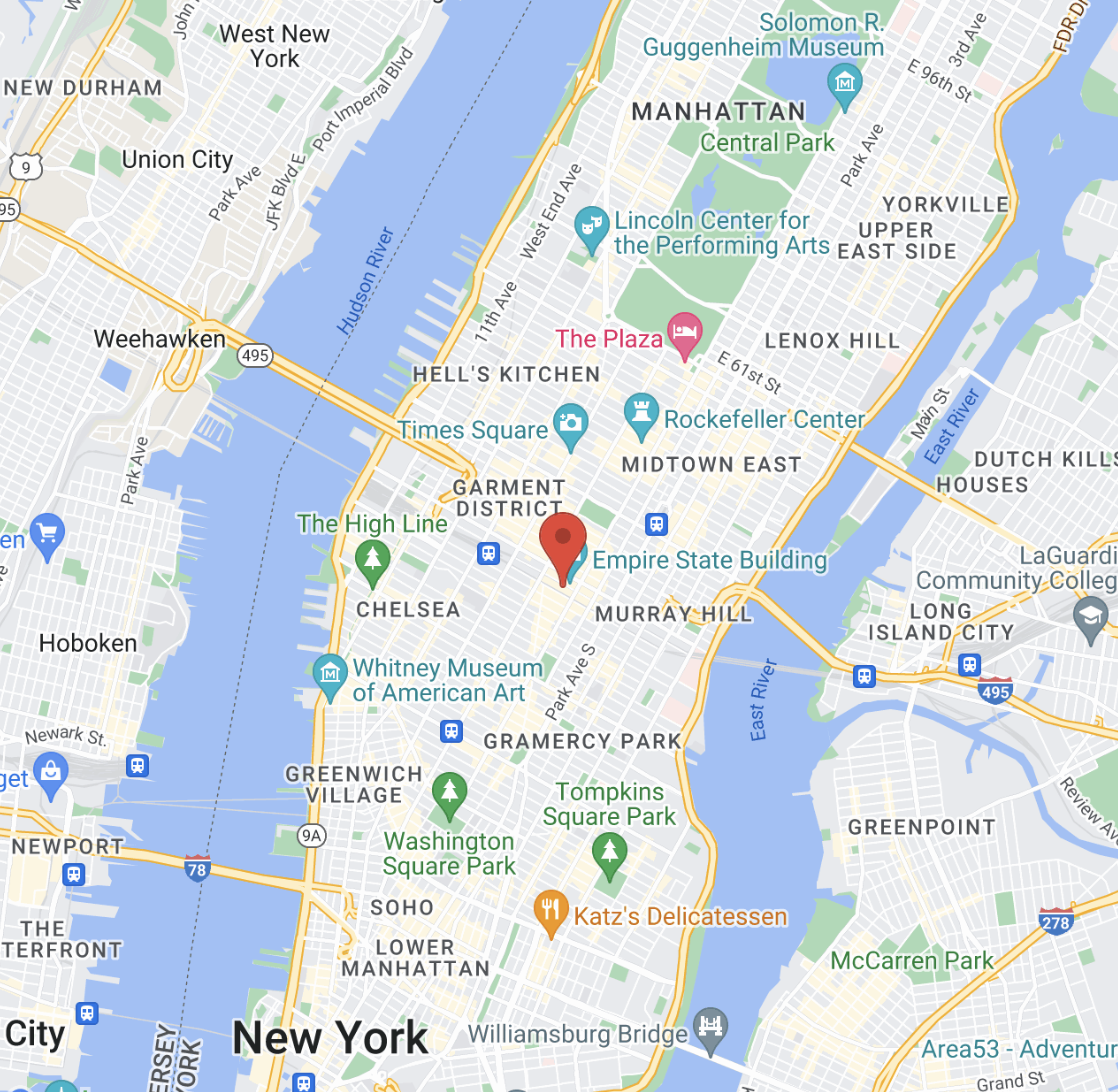 Solomon R.
Guggenheim Museum
3rd Ave
FDR Dr
E 96th St
West New
York
NEW DURHAM
Port Imperial Blvd
MANHATTAN
Central Park
Park Ave
9
Union City
Park Ave
JFK Blvd E
95
West End Ave
YORKVILLE
UPPER
EAST SIDE
Lincoln Center for
the Performing Arts
Hudson River
11th Ave
Weehawken
495
The Plaza
LENOX HILL
E 61st St
HELL'S KITCHEN
Times Square
Rockefeller Center
Main St
East River
Park Ave
MIDTOWN EAST
DUTCH KILLS
HOUSES
GARMENT
DISTRICT
The High Line
en
Empire State Building
LaGuardi
Community Colleg
CHELSEA
MURRAY HILL
LONG
ISLAND CITY
Hoboken
Whitney Museum
of American Art
Park Ave S
East River
495
Newark St.
GRAMERCY PARK
get
GREENWICH
VILLAGE
Tompkins
Square Park
Review Av
9A
Washington
Square Park
GREENPOINT
NEWPORT
78
SOHO
Katz's Delicatessen
278
THE
TERFRONT
LOWER
MANHATTAN
McCarren Park
City
New York
Williamsburg Bridge
ERSEY
YORK
Area53 - Adventur
Grand St